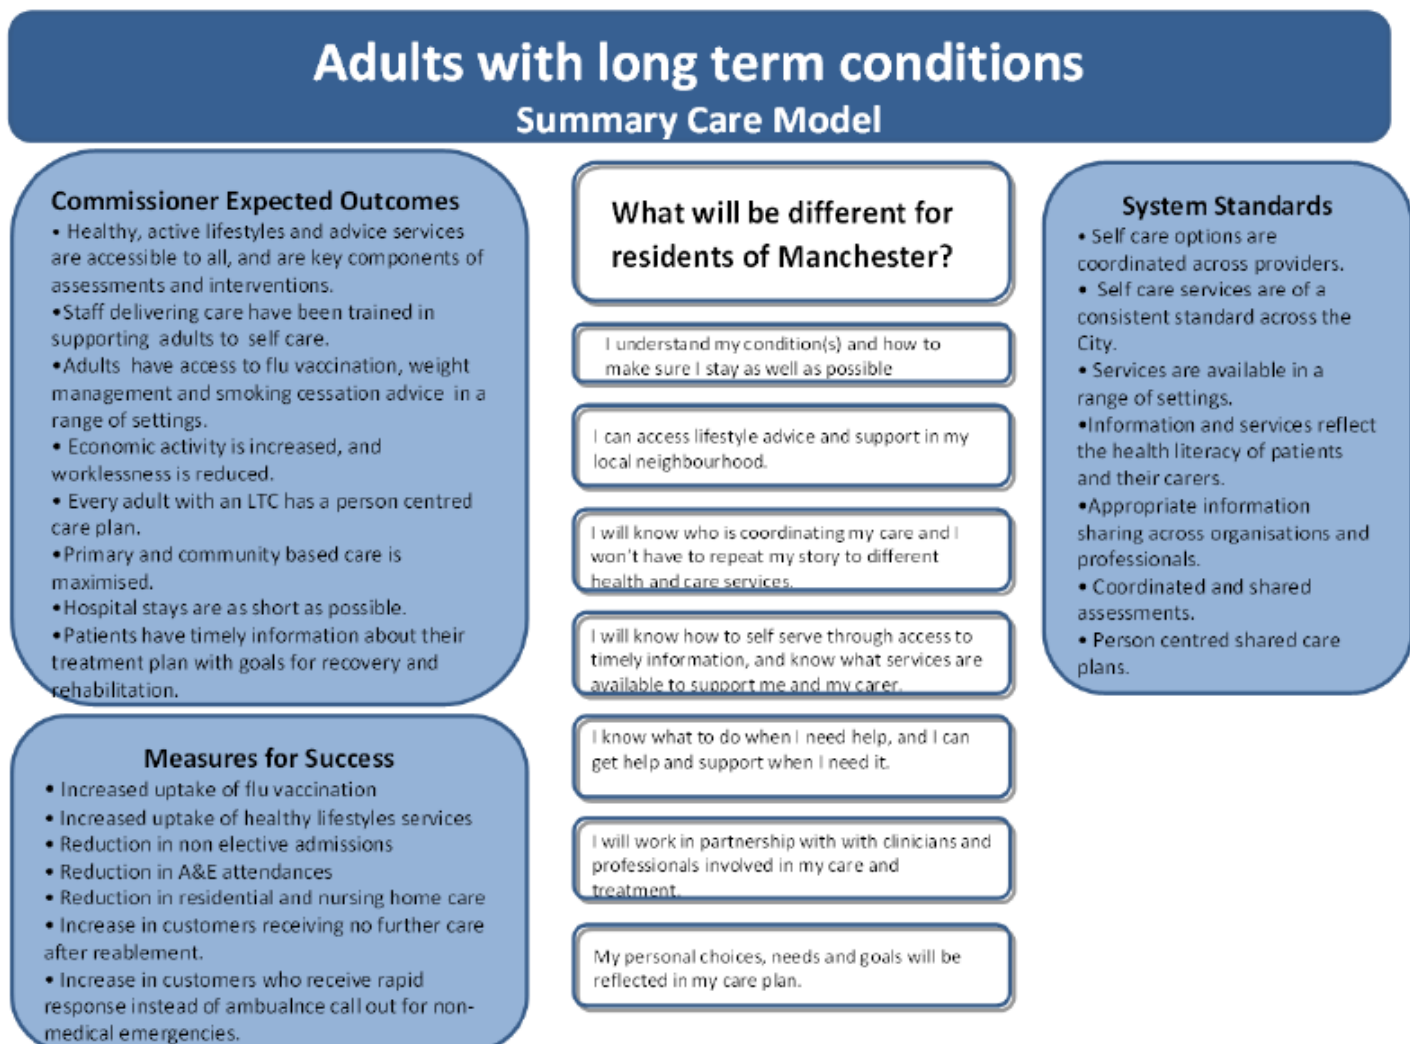 Adults with long term conditions
Summary Care Model
Commissioner Expected Outcomes
• Healthy, active lifestyles and advice services
are accessible to all, and are key components of
assessments and interventions.
•Staff delivering care have been trained in
supporting adults to self care.
•Adults have access to flu vaccination, weight
management and smoking cessation advice in a
range of settings.
• Economic activity is increased, and
worklessness is reduced.
• Every adult with an LTC has a person centred
care plan.
•Primary and community based care is
maximised.
•Hospital stays are as short as possible.
•Patients have timely information about their
treatment plan with goals for recovery and
rehabilitation.
Measures for Success
• Increased uptake of flu vaccination
• Increased uptake of healthy lifestyles services
• Reduction in non elective admissions
• Reduction in A&E attendances
• Reduction in residential and nursing home care
• Increase in customers receiving no further care
after reablement.
• Increase in customers who receive rapid
response instead of ambualnce call out for non-
medical emergencies.
What will be different for
residents of Manchester?
I understand my condition(s) and how to
make sure I stay as well as possible
I can access lifestyle advice and support in my
local neighbourhood.
I will know who is coordinating my care and I
won't have to repeat my story to different
health and care services.
I will know how to self serve through access to
timely information, and know what services are
available to support me and my carer.
I know what to do when I need help, and I can
get help and support when I need it.
I will work in partnership with with clinicians and
professionals involved in my care and
treatment.
My personal choices, needs and goals will be
reflected in my care plan.
System Standards
• Self care options are
coordinated across providers.
• Self care services are of a
consistent standard across the
City.
• Services are available in a
range of settings.
•Information and services reflect
the health literacy of patients
and their carers.
•Appropriate information
sharing across organisations and
professionals.
• Coordinated and shared
assessments.
• Person centred shared care
plans.